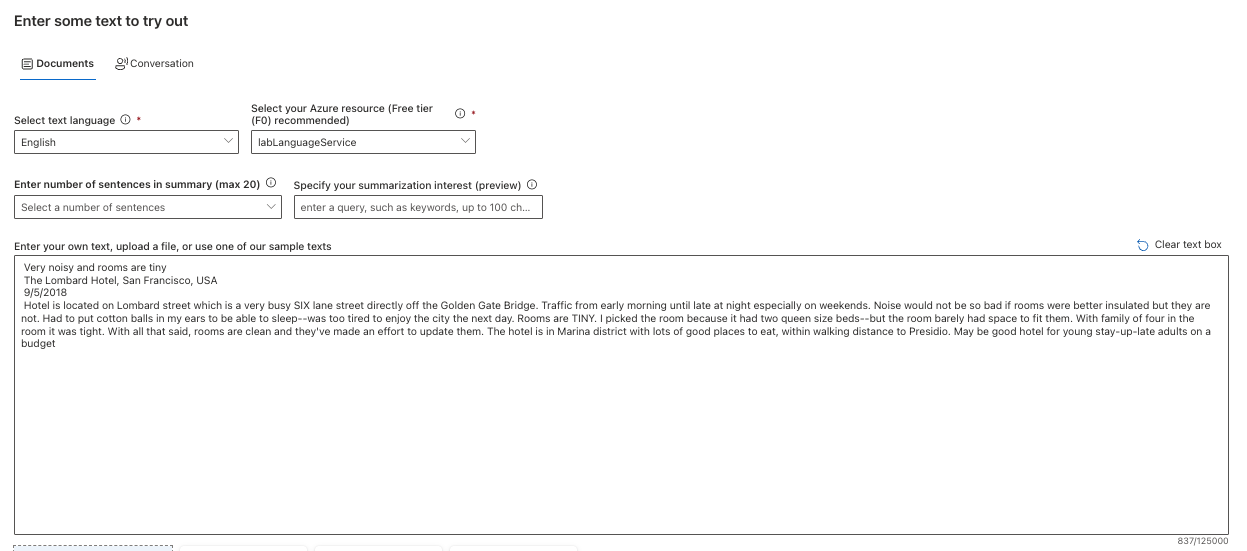 Enter some text to try out
Documents
Conversation
Select text language *
Select your Azure resource (Free tier
(F0) recommended) *
English
labLanguageService
Enter number of sentences in summary (max 20)
Specify your summarization interest (preview)
Select a number of sentences
enter a query, such as keywords, up to 100 ch...
Enter your own text, upload a file, or use one of our sample texts
Clear text box
Very noisy and rooms are tiny
The Lombard Hotel, San Francisco, USA
9/5/2018
Hotel is located on Lombard street which is a very busy SIX lane street directly off the Golden Gate Bridge. Traffic from early morning until late at night especially on weekends. Noise would not be so bad if rooms were better insulated but they are
not. Had to put cotton balls in my ears to be able to sleep--was too tired to enjoy the city the next day. Rooms are TINY. I picked the room because it had two queen size beds--but the room barely had space to fit them. With family of four in the
room it was tight. With all that said, rooms are clean and they've made an effort to update them. The hotel is in Marina district with lots of good places to eat, within walking distance to Presidio. May be good hotel for young stay-up-late adults on a
budget
837/125000